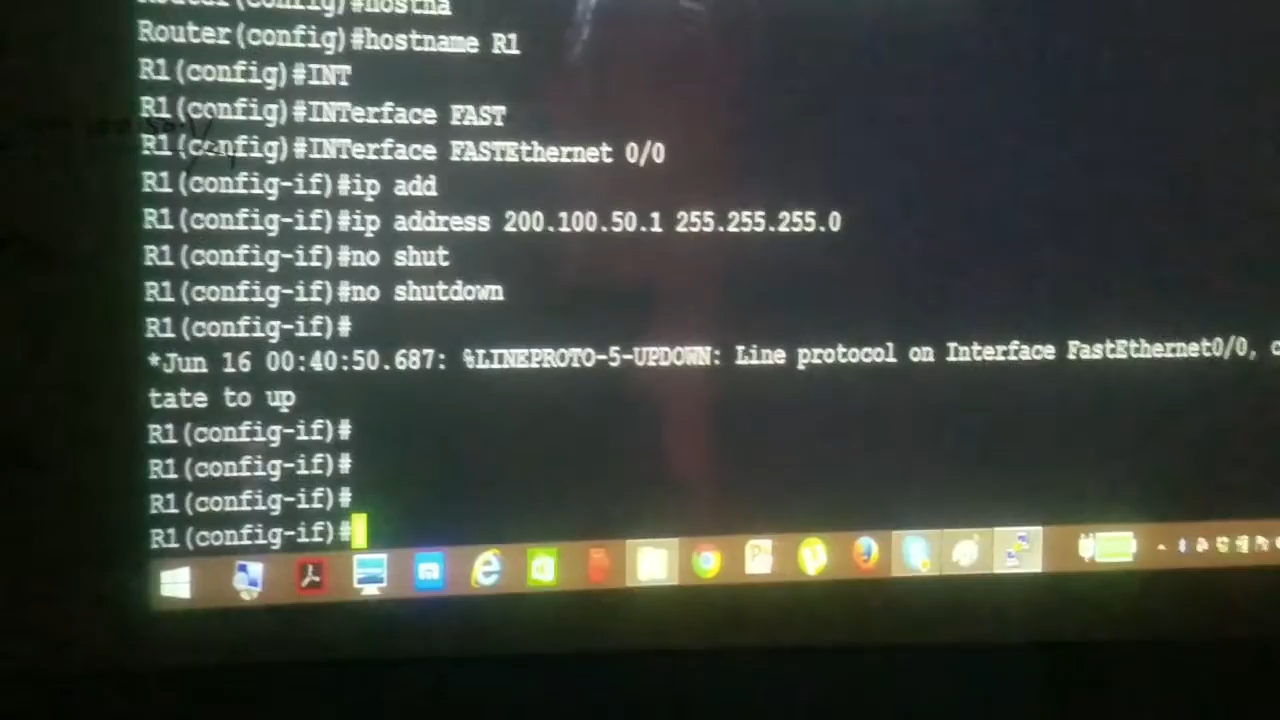 Router(config)#hostna
Router(config)#hostname R1
R1(config)#INT
R1(config)#INTerface FAST
R1(config)#INTerface FASTEthernet 0/0
R1(config-if)#ip add
R1(config-if)#ip address 200.100.50.1 255.255.255.0
R1(config-if)#no shut
R1(config-if)#no shutdown
R1(config-if)#
*Jun 16 00:40:50.687: %LINEPROTO-5-UPDOWN: Line protocol on Interface FastEthernet0/0, c
tate to up
R1(config-if)#
R1(config-if)#
R1(config-if)#
R1(config-if)#